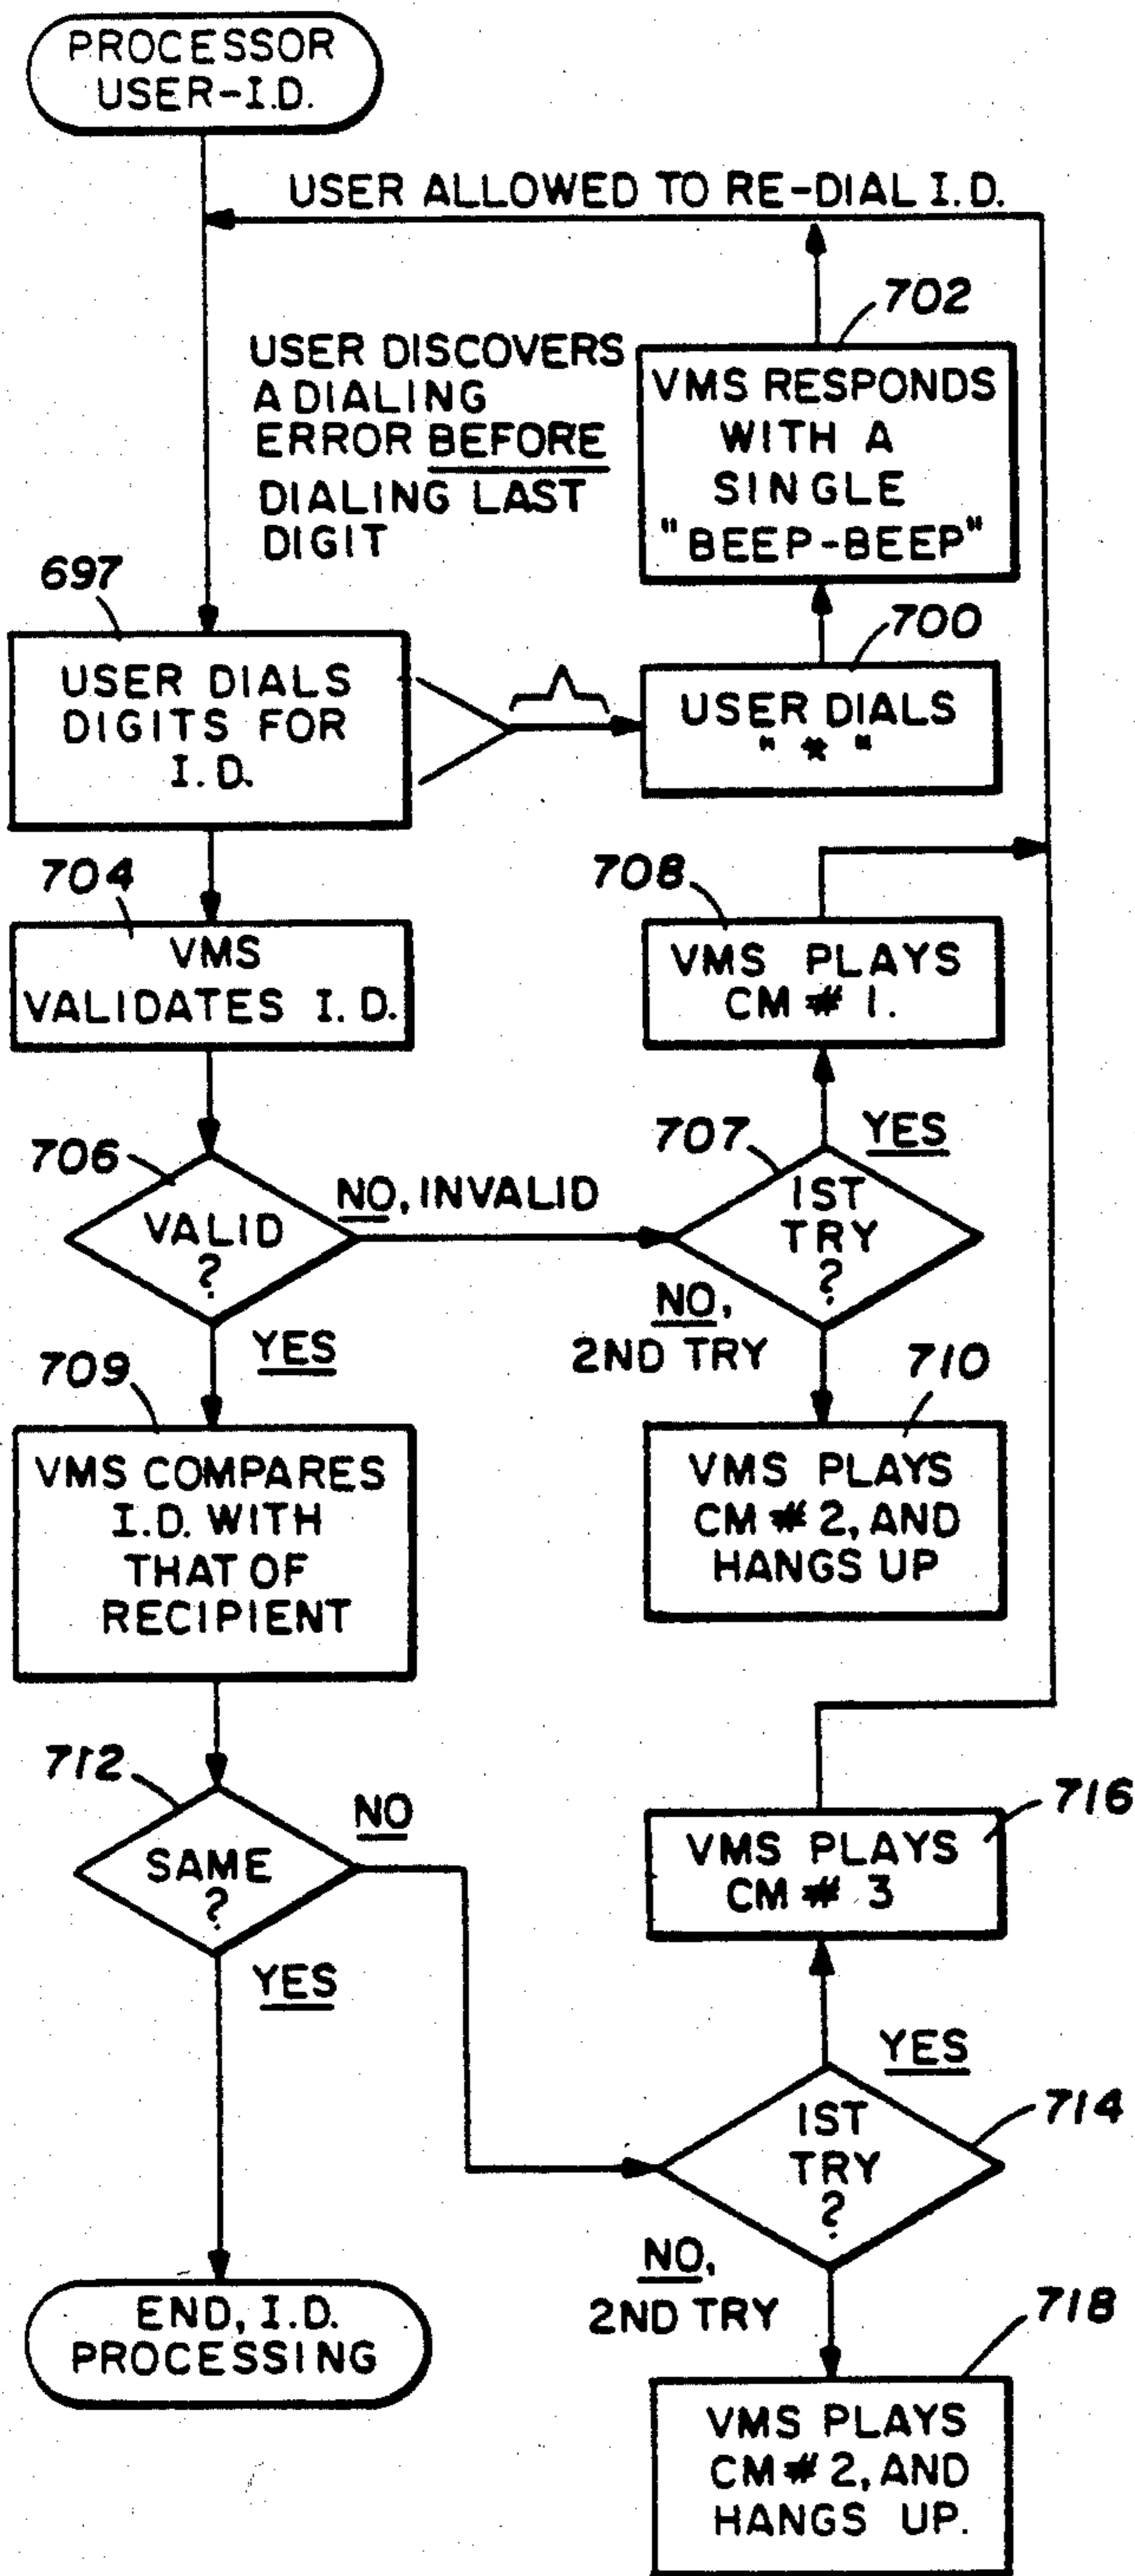 PROCESSOR
USER-I.D.
USER ALLOWED TO RE-DIAL I.D.
702
USER DISCOVERS
A DIALING
ERROR BEFORE
DIALING LAST
DIGIT
VMS RESPONDS
WITH A
SINGLE
"BEEP-BEEP"
697
700
USER DIALS
DIGITS FOR
I.D.
USER DIALS
"*"
704
708
VMS
VALIDATES I.D.
VMS PLAYS
CM # 1.
706
VALID
?
NO, INVALID
707
YES
1ST
TRY
?
NO,
2ND TRY
YES
709
710
VMS COMPARES
I.D. WITH
THAT OF
RECIPIENT
VMS PLAYS
CM # 2, AND
HANGS UP
712
NO
SAME
?
YES
716
VMS PLAYS
CM # 3
YES
714
1ST
TRY
?
NO,
2ND TRY
718
END, I.D.
PROCESSING
VMS PLAYS
CM # 2, AND
HANGS UP.